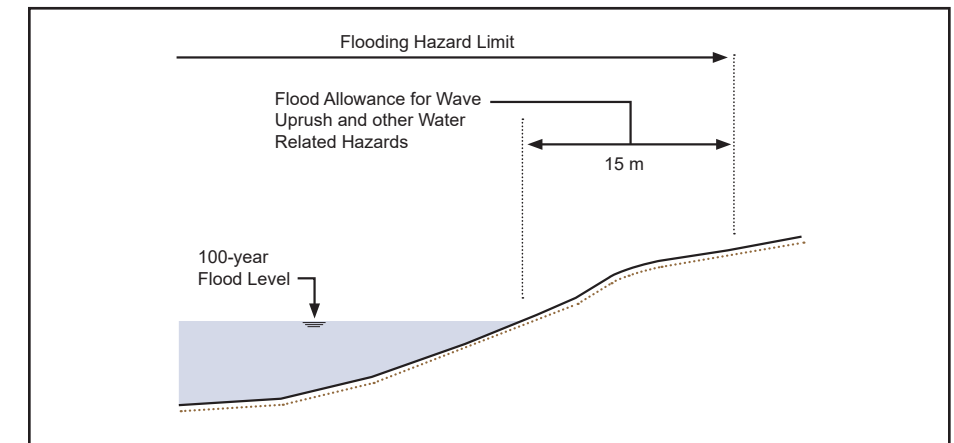 Flooding Hazard Limit
Flood Allowance for Wave
Uprush and other Water
Related Hazards
15 m
100-year
Flood Level